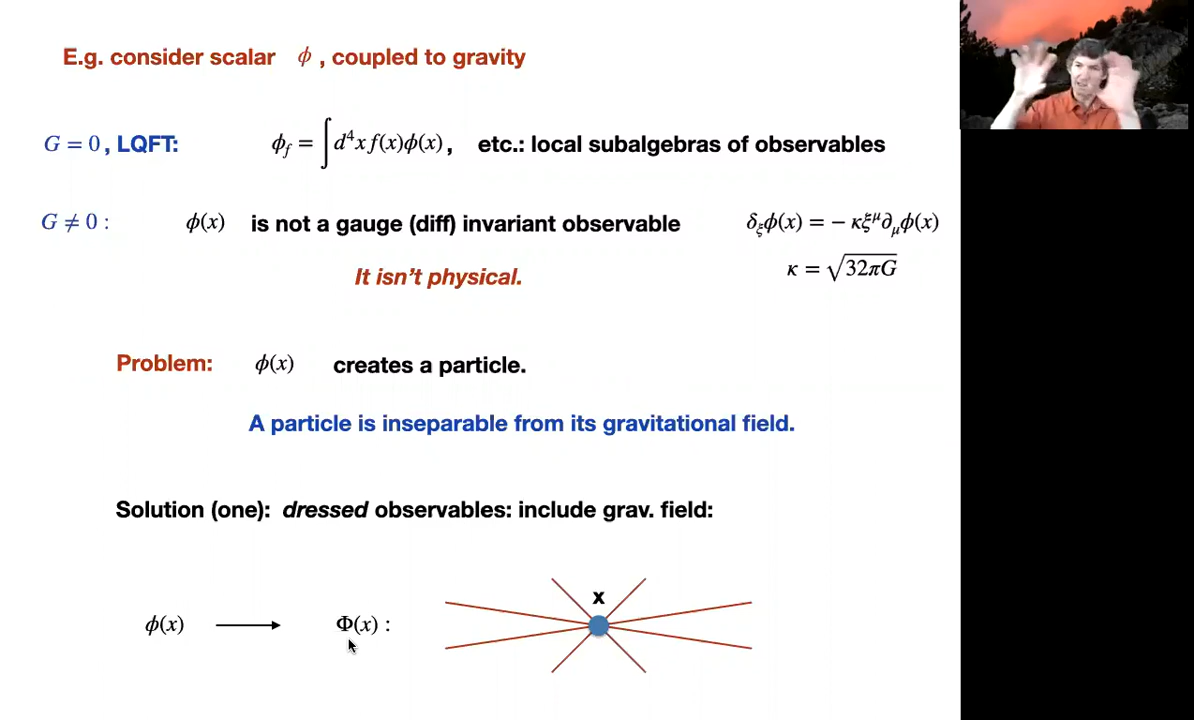 E.g. consider scalar ϕ , coupled to gravity
G = 0 , LQFT: ϕ_f = ∫ d⁴x f(x)ϕ(x) , etc.: local subalgebras of observables
G ≠ 0 : ϕ(x) is not a gauge (diff) invariant observable δ_ξϕ(x) = − κξ^μ∂_μϕ(x)
κ = √32πG
It isn't physical.
Problem: ϕ(x) creates a particle.
A particle is inseparable from its gravitational field.
Solution (one): dressed observables: include grav. field:
x
ϕ(x) ⟶ Φ(x) :